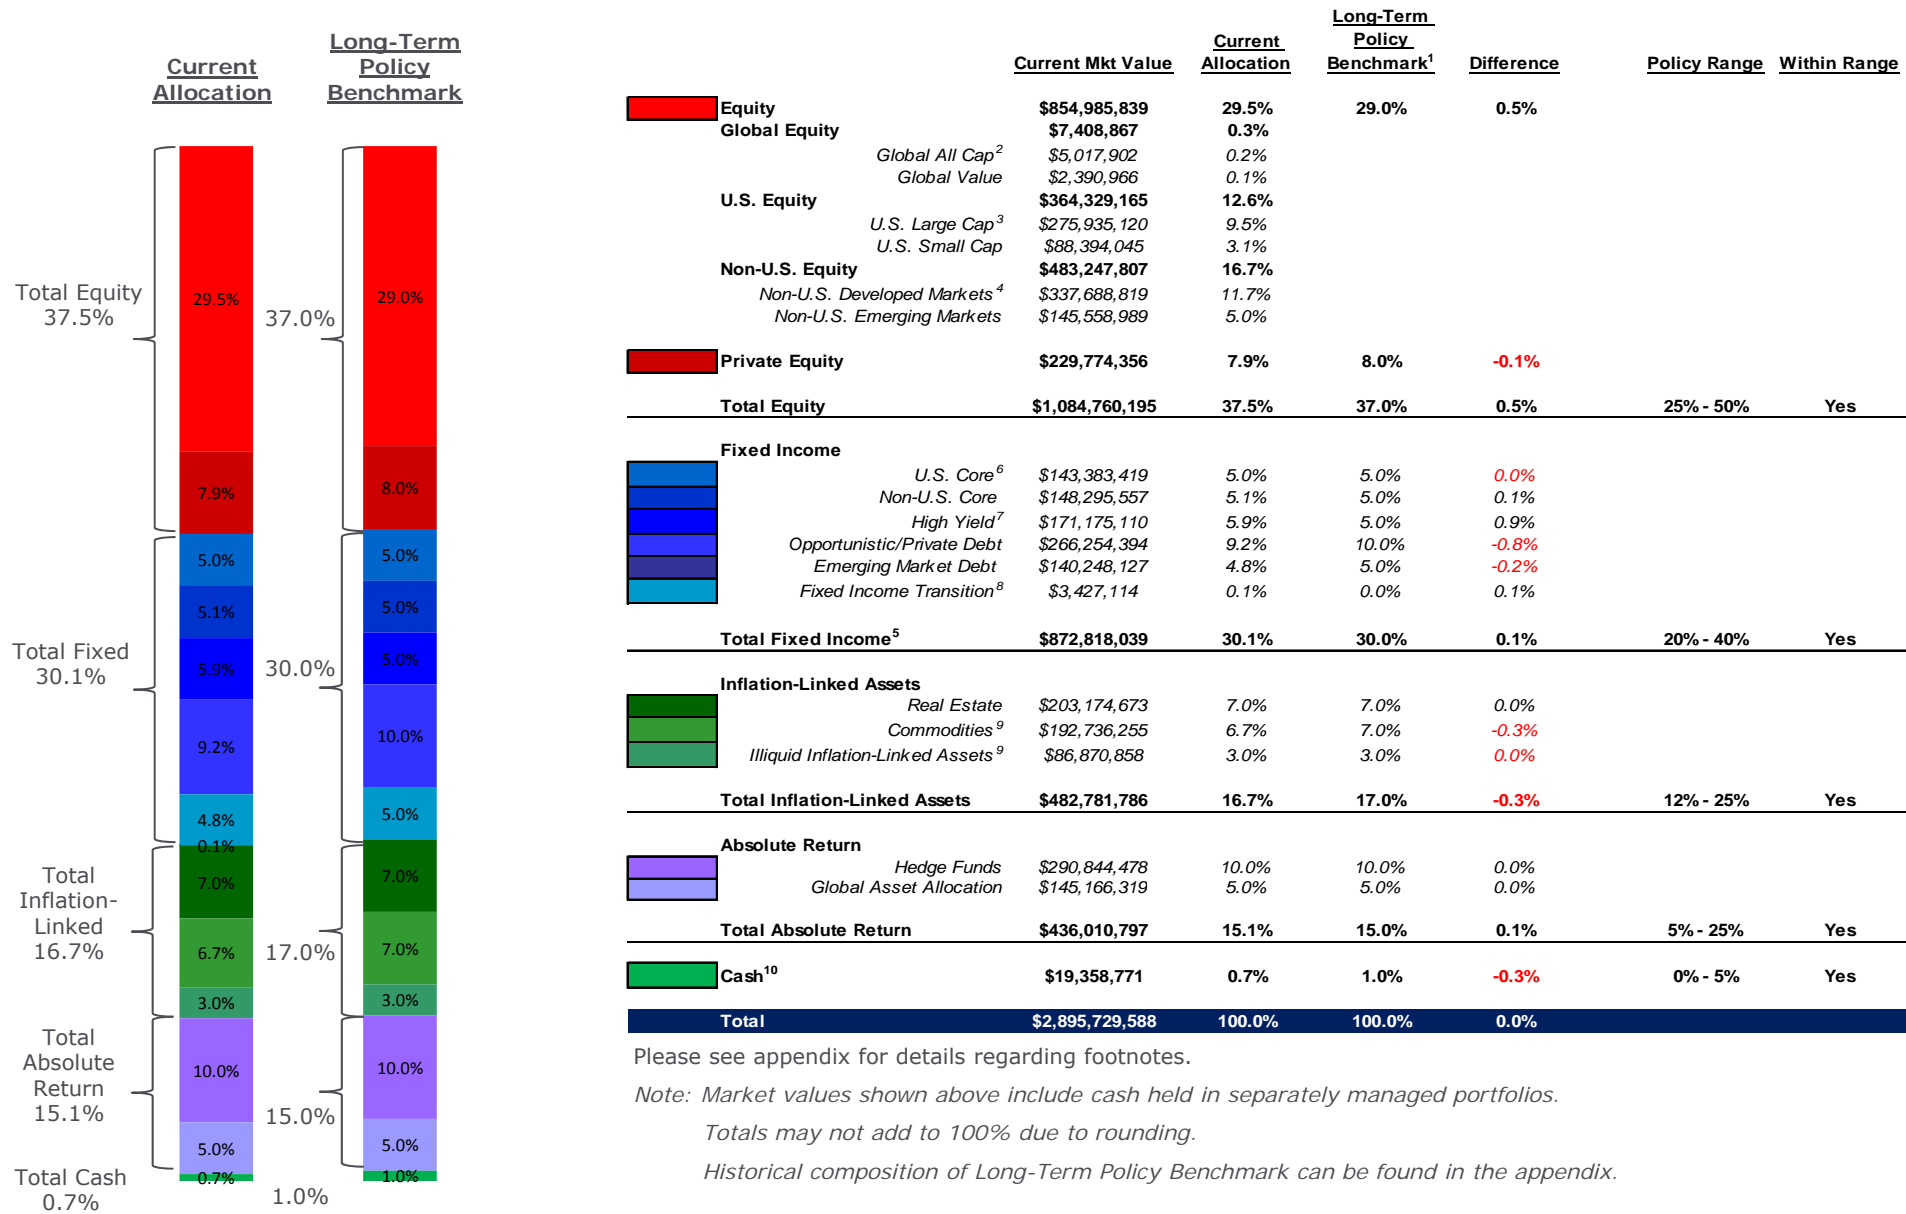 Current
Allocation
Long-Term
Policy
Benchmark
Total Equity
37.5%
29.5%
37.0%
29.0%
7.9%
8.0%
Total Fixed
30.1%
5.0%
5.1%
5.9%
9.2%
4.8%
0.1%
30.0%
5.0%
5.0%
5.0%
10.0%
5.0%
Total
Inflation-
Linked
16.7%
7.0%
6.7%
3.0%
17.0%
7.0%
7.0%
3.0%
Total
Absolute
Return
15.1%
10.0%
5.0%
15.0%
10.0%
5.0%
Total Cash
0.7%
0.7%
1.0%
1.0%
Current Mkt Value Current Allocation Long-Term Policy Benchmark1 Difference Policy Range Within Range
Equity $854,985,839 29.5% 29.0% 0.5%
Global Equity $7,408,867 0.3%
Global All Cap2 $5,017,902 0.2%
Global Value $2,390,966 0.1%
U.S. Equity $364,329,165 12.6%
U.S. Large Cap3 $275,935,120 9.5%
U.S. Small Cap $88,394,045 3.1%
Non-U.S. Equity $483,247,807 16.7%
Non-U.S. Developed Markets4 $337,688,819 11.7%
Non-U.S. Emerging Markets $145,558,989 5.0%
Private Equity $229,774,356 7.9% 8.0% -0.1%
Total Equity $1,084,760,195 37.5% 37.0% 0.5% 25% - 50% Yes
Fixed Income
U.S. Core6 $143,383,419 5.0% 5.0% 0.0%
Non-U.S. Core $148,295,557 5.1% 5.0% 0.1%
High Yield7 $171,175,110 5.9% 5.0% 0.9%
Opportunistic/Private Debt $266,254,394 9.2% 10.0% -0.8%
Emerging Market Debt $140,248,127 4.8% 5.0% -0.2%
Fixed Income Transition8 $3,427,114 0.1% 0.0% 0.1%
Total Fixed Income5 $872,818,039 30.1% 30.0% 0.1% 20% - 40% Yes
Inflation-Linked Assets
Real Estate $203,174,673 7.0% 7.0% 0.0%
Commodities9 $192,736,255 6.7% 7.0% -0.3%
Illiquid Inflation-Linked Assets9 $86,870,858 3.0% 3.0% 0.0%
Total Inflation-Linked Assets $482,781,786 16.7% 17.0% -0.3% 12% - 25% Yes
Absolute Return
Hedge Funds $290,844,478 10.0% 10.0% 0.0%
Global Asset Allocation $145,166,319 5.0% 5.0% 0.0%
Total Absolute Return $436,010,797 15.1% 15.0% 0.1% 5% - 25% Yes
Cash10 $19,358,771 0.7% 1.0% -0.3% 0% - 5% Yes
Total $2,895,729,588 100.0% 100.0% 0.0%
Please see appendix for details regarding footnotes.
Note: Market values shown above include cash held in separately managed portfolios.
Totals may not add to 100% due to rounding.
Historical composition of Long-Term Policy Benchmark can be found in the appendix.